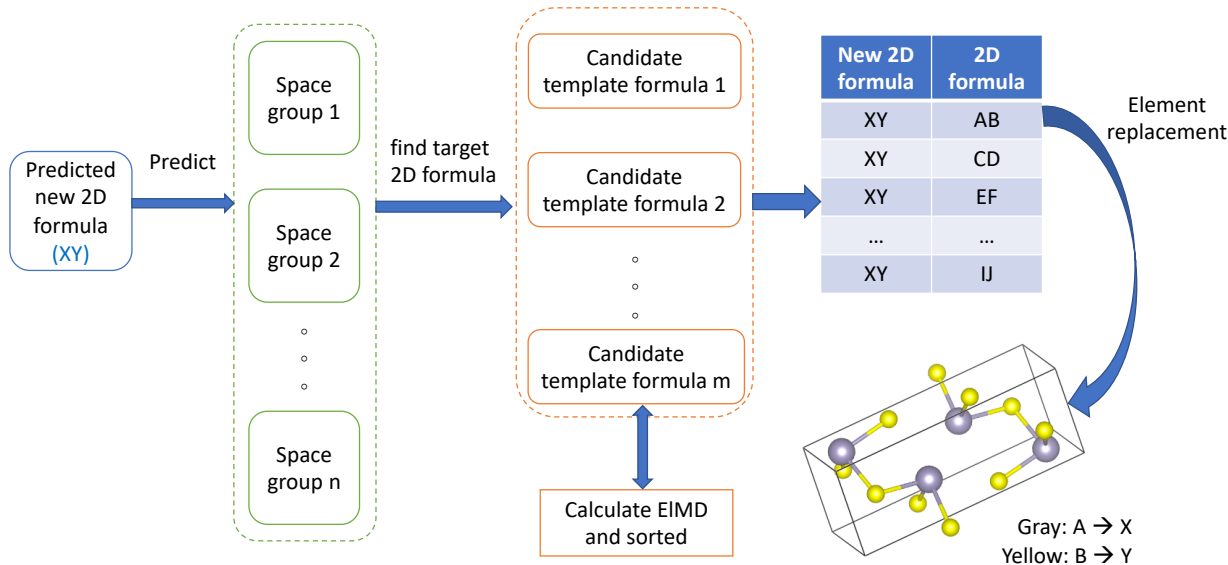 Predicted
new 2D
formula
(XY)
Predict
Space
group 1
Space
group 2
Space
group n
find target
2D formula
Candidate
template formula 1
Candidate
template formula 2
Candidate
template formula m
Calculate ElMD
and sorted
New 2D formula 2D formula
XY AB
XY CD
XY EF
... ...
XY IJ
Element
replacement
Gray: A → X
Yellow: B → Y